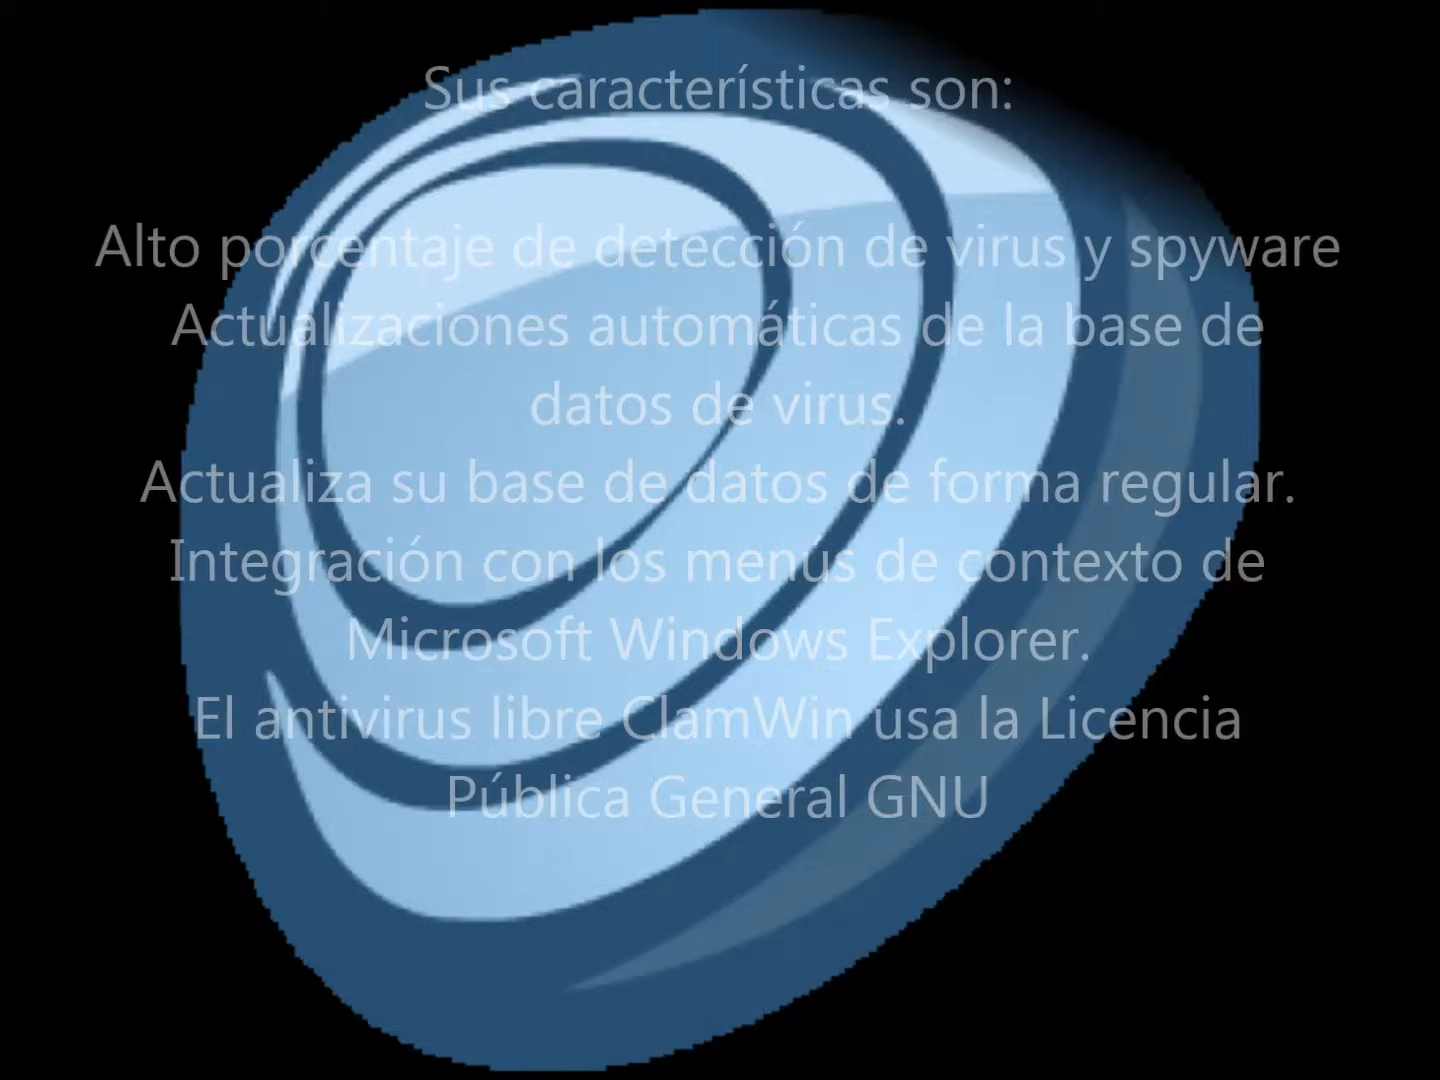 Sus características son:
Alto porcentaje de detección de virus y spyware
Actualizaciones automáticas de la base de
datos de virus.
Actualiza su base de datos de forma regular.
Integración con los menús de contexto de
Microsoft Windows Explorer.
El antivirus libre ClamWin usa la Licencia
Pública General GNU